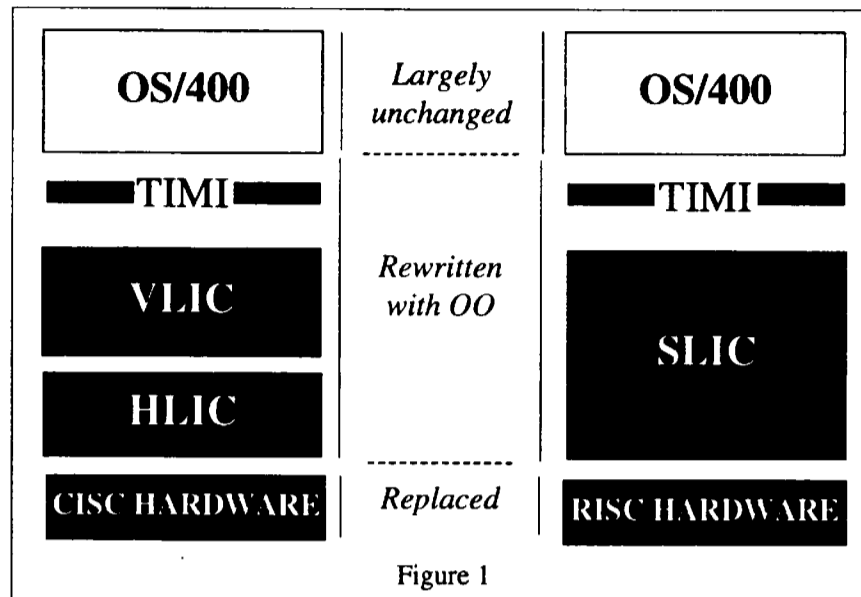 OS/400
TIMI
VLIC
HLIC
CISC HARDWARE
Largely
unchanged
Rewritten
with OO
Replaced
OS/400
TIMI
SLIC
RISC HARDWARE
Figure 1